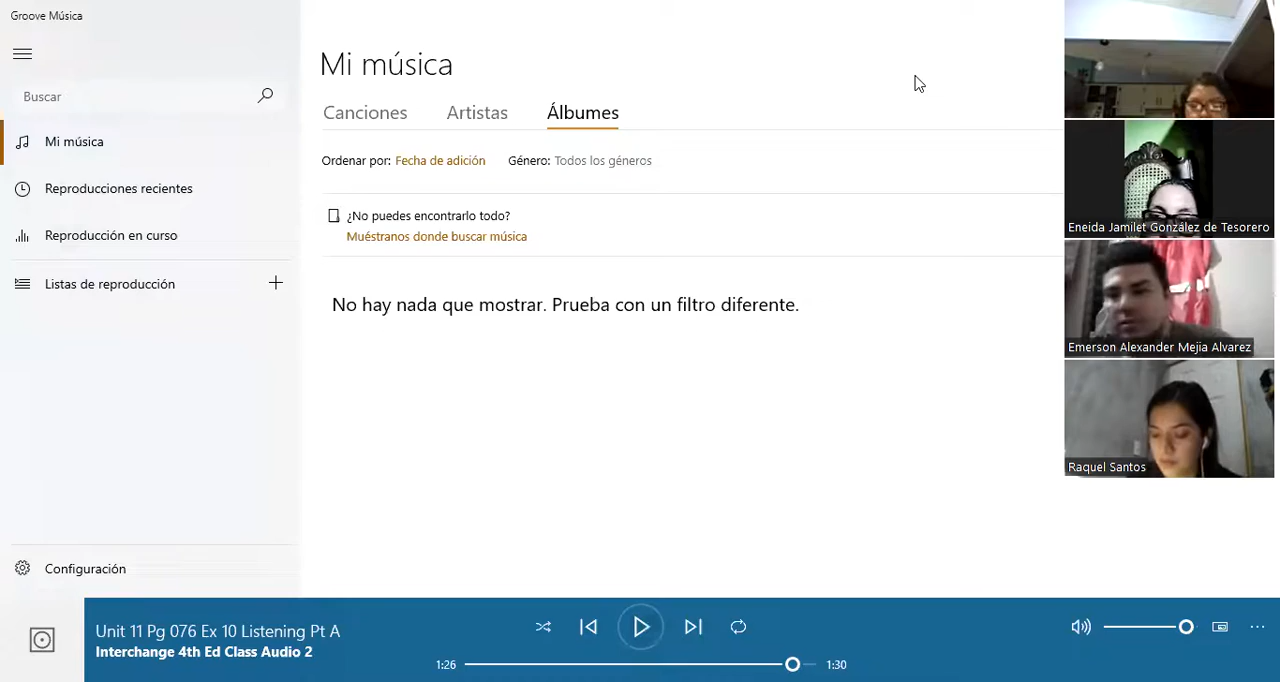 Groove Música
Buscar
Mi música
Reproducciones recientes
Reproducción en curso
Listas de reproducción
Configuración
Mi música
Canciones Artistas Álbumes
Ordenar por: Fecha de adición Género: Todos los géneros
¿No puedes encontrarlo todo?
Muéstranos donde buscar música
No hay nada que mostrar. Prueba con un filtro diferente.
Eneida Jamilet González de Tesorero
Emerson Alexander Mejia Alvarez
Raquel Santos
Unit 11 Pg 076 Ex 10 Listening Pt A
Interchange 4th Ed Class Audio 2
1:26 1:30